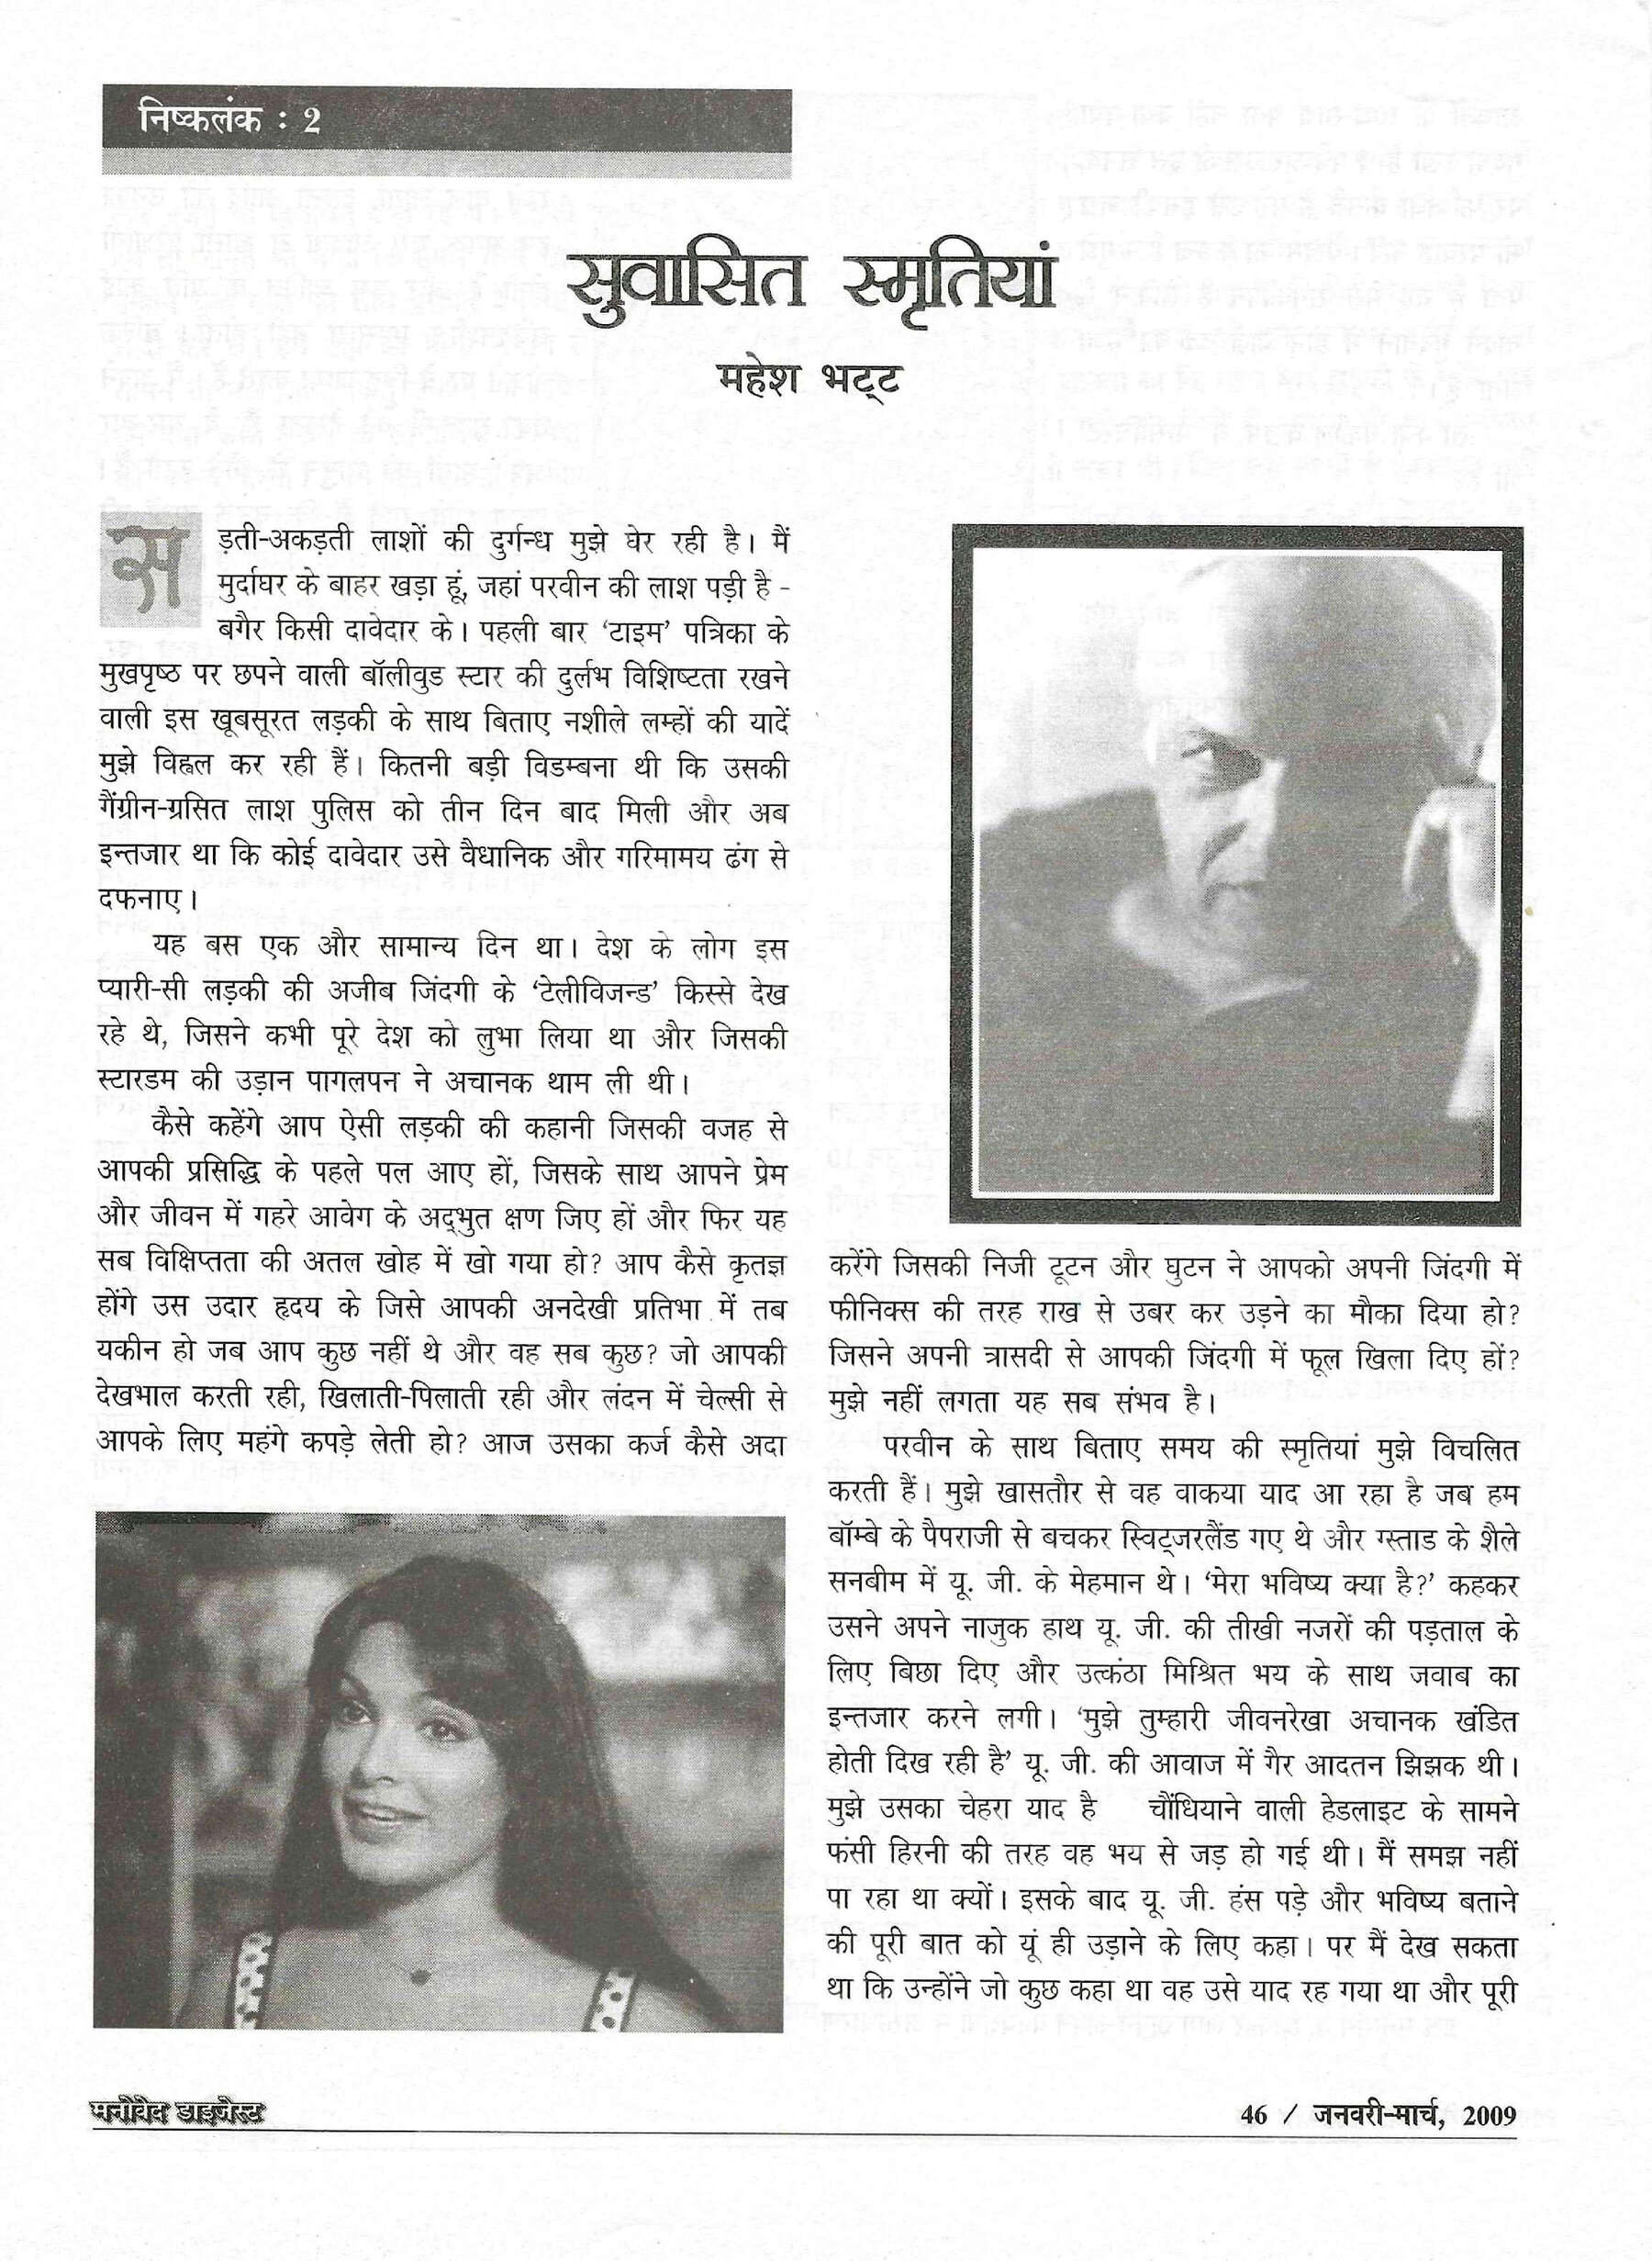 निष्कलंक : 2
सुवासित स्मृतियां
महेश भट्ट
सड़ती-अकड़ती लाशों की दुर्गन्ध मुझे घेर रही है। मैं
मुर्दाघर के बाहर खड़ा हूं, जहां परवीन की लाश पड़ी है -
बगैर किसी दावेदार के। पहली बार ‘टाइम’ पत्रिका के
मुखपृष्ठ पर छपने वाली बॉलीवुड स्टार की दुर्लभ विशिष्टता रखने
वाली इस खूबसूरत लड़की के साथ बिताए नशीले लम्हों की यादें
मुझे विह्वल कर रही हैं। कितनी बड़ी विडम्बना थी कि उसकी
गैंग्रीन-ग्रसित लाश पुलिस को तीन दिन बाद मिली और अब
इन्तजार था कि कोई दावेदार उसे वैधानिक और गरिमामय ढंग से
दफनाए।
यह बस एक और सामान्य दिन था। देश के लोग इस
प्यारी-सी लड़की की अजीब जिंदगी के ‘टेलीविजन्ड’ किस्से देख
रहे थे, जिसने कभी पूरे देश को लुभा लिया था और जिसकी
स्टारडम की उड़ान पागलपन ने अचानक थाम ली थी।
कैसे कहेंगे आप ऐसी लड़की की कहानी जिसकी वजह से
आपकी प्रसिद्धि के पहले पल आए हों, जिसके साथ आपने प्रेम
और जीवन में गहरे आवेग के अद्‌भुत क्षण जिए हों और फिर यह
सब विक्षिप्तता की अतल खोह में खो गया हो? आप कैसे कृतज्ञ
होंगे उस उदार हृदय के जिसे आपकी अनदेखी प्रतिभा में तब
यकीन हो जब आप कुछ नहीं थे और वह सब कुछ? जो आपकी
देखभाल करती रही, खिलाती-पिलाती रही और लंदन में चेल्सी से
आपके लिए महंगे कपड़े लेती हो? आज उसका कर्ज कैसे अदा
करेंगे जिसकी निजी टूटन और घुटन ने आपको अपनी जिंदगी में
फीनिक्स की तरह राख से उबर कर उड़ने का मौका दिया हो?
जिसने अपनी त्रासदी से आपकी जिंदगी में फूल खिला दिए हों?
मुझे नहीं लगता यह सब संभव है।
परवीन के साथ बिताए समय की स्मृतियां मुझे विचलित
करती हैं। मुझे खासतौर से वह वाकया याद आ रहा है जब हम
बॉम्बे के पैपराजी से बचकर स्विट्जरलैंड गए थे और ग्स्ताड के शैले
सनबीम में यू. जी. के मेहमान थे। ‘मेरा भविष्य क्या है?’ कहकर
उसने अपने नाजुक हाथ यू. जी. की तीखी नजरों की पड़ताल के
लिए बिछा दिए और उत्कंठा मिश्रित भय के साथ जवाब का
इन्तजार करने लगी। ‘मुझे तुम्हारी जीवनरेखा अचानक खंडित
होती दिख रही है’ यू. जी. की आवाज में गैर आदतन झिझक थी।
मुझे उसका चेहरा याद है चौंधियाने वाली हेडलाइट के सामने
फंसी हिरनी की तरह वह भय से जड़ हो गई थी। मैं समझ नहीं
पा रहा था क्यों। इसके बाद यू. जी. हंस पड़े और भविष्य बताने
की पूरी बात को यूं ही उड़ाने के लिए कहा। पर मैं देख सकता
था कि उन्होंने जो कुछ कहा था वह उसे याद रह गया था और पूरी
मनोवेद डाइजेस्ट
46 / जनवरी-मार्च, 2009